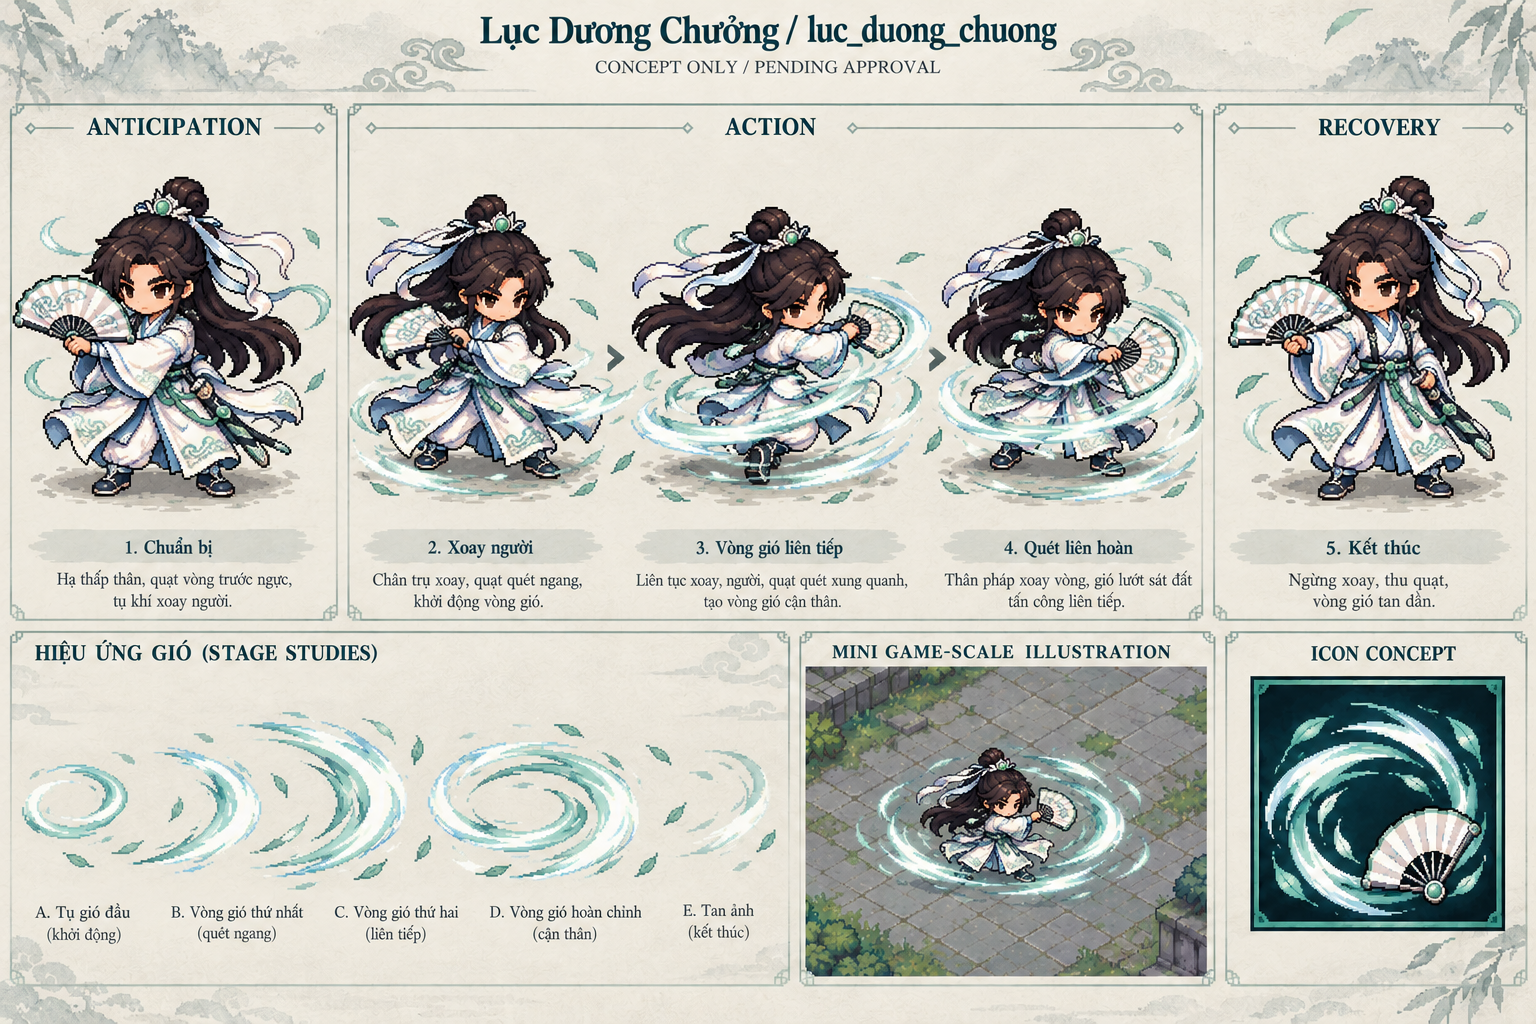 Lục Dương Chưởng / luc_duong_chuong
CONCEPT ONLY / PENDING APPROVAL
ANTICIPATION
1. Chuẩn bị
Hạ thấp thân, quạt vòng trước ngực,
tụ khí xoay người.
ACTION
2. Xoay người
Chân trụ xoay, quạt quét ngang,
khởi động vòng gió.
3. Vòng gió liên tiếp
Liên tục xoay, người, quạt quét xung quanh,
tạo vòng gió cận thân.
4. Quét liên hoàn
Thân pháp xoay vòng, gió lướt sát đất
tấn công liên tiếp.
RECOVERY
5. Kết thúc
Ngừng xoay, thu quạt,
vòng gió tan dần.
HIỆU ỨNG GIÓ (STAGE STUDIES)
A. Tụ gió đầu
(khởi động)
B. Vòng gió thứ nhất
(quét ngang)
C. Vòng gió thứ hai
(liên tiếp)
D. Vòng gió hoàn chỉnh
(cận thân)
E. Tan ảnh
(kết thúc)
MINI GAME-SCALE ILLUSTRATION
ICON CONCEPT